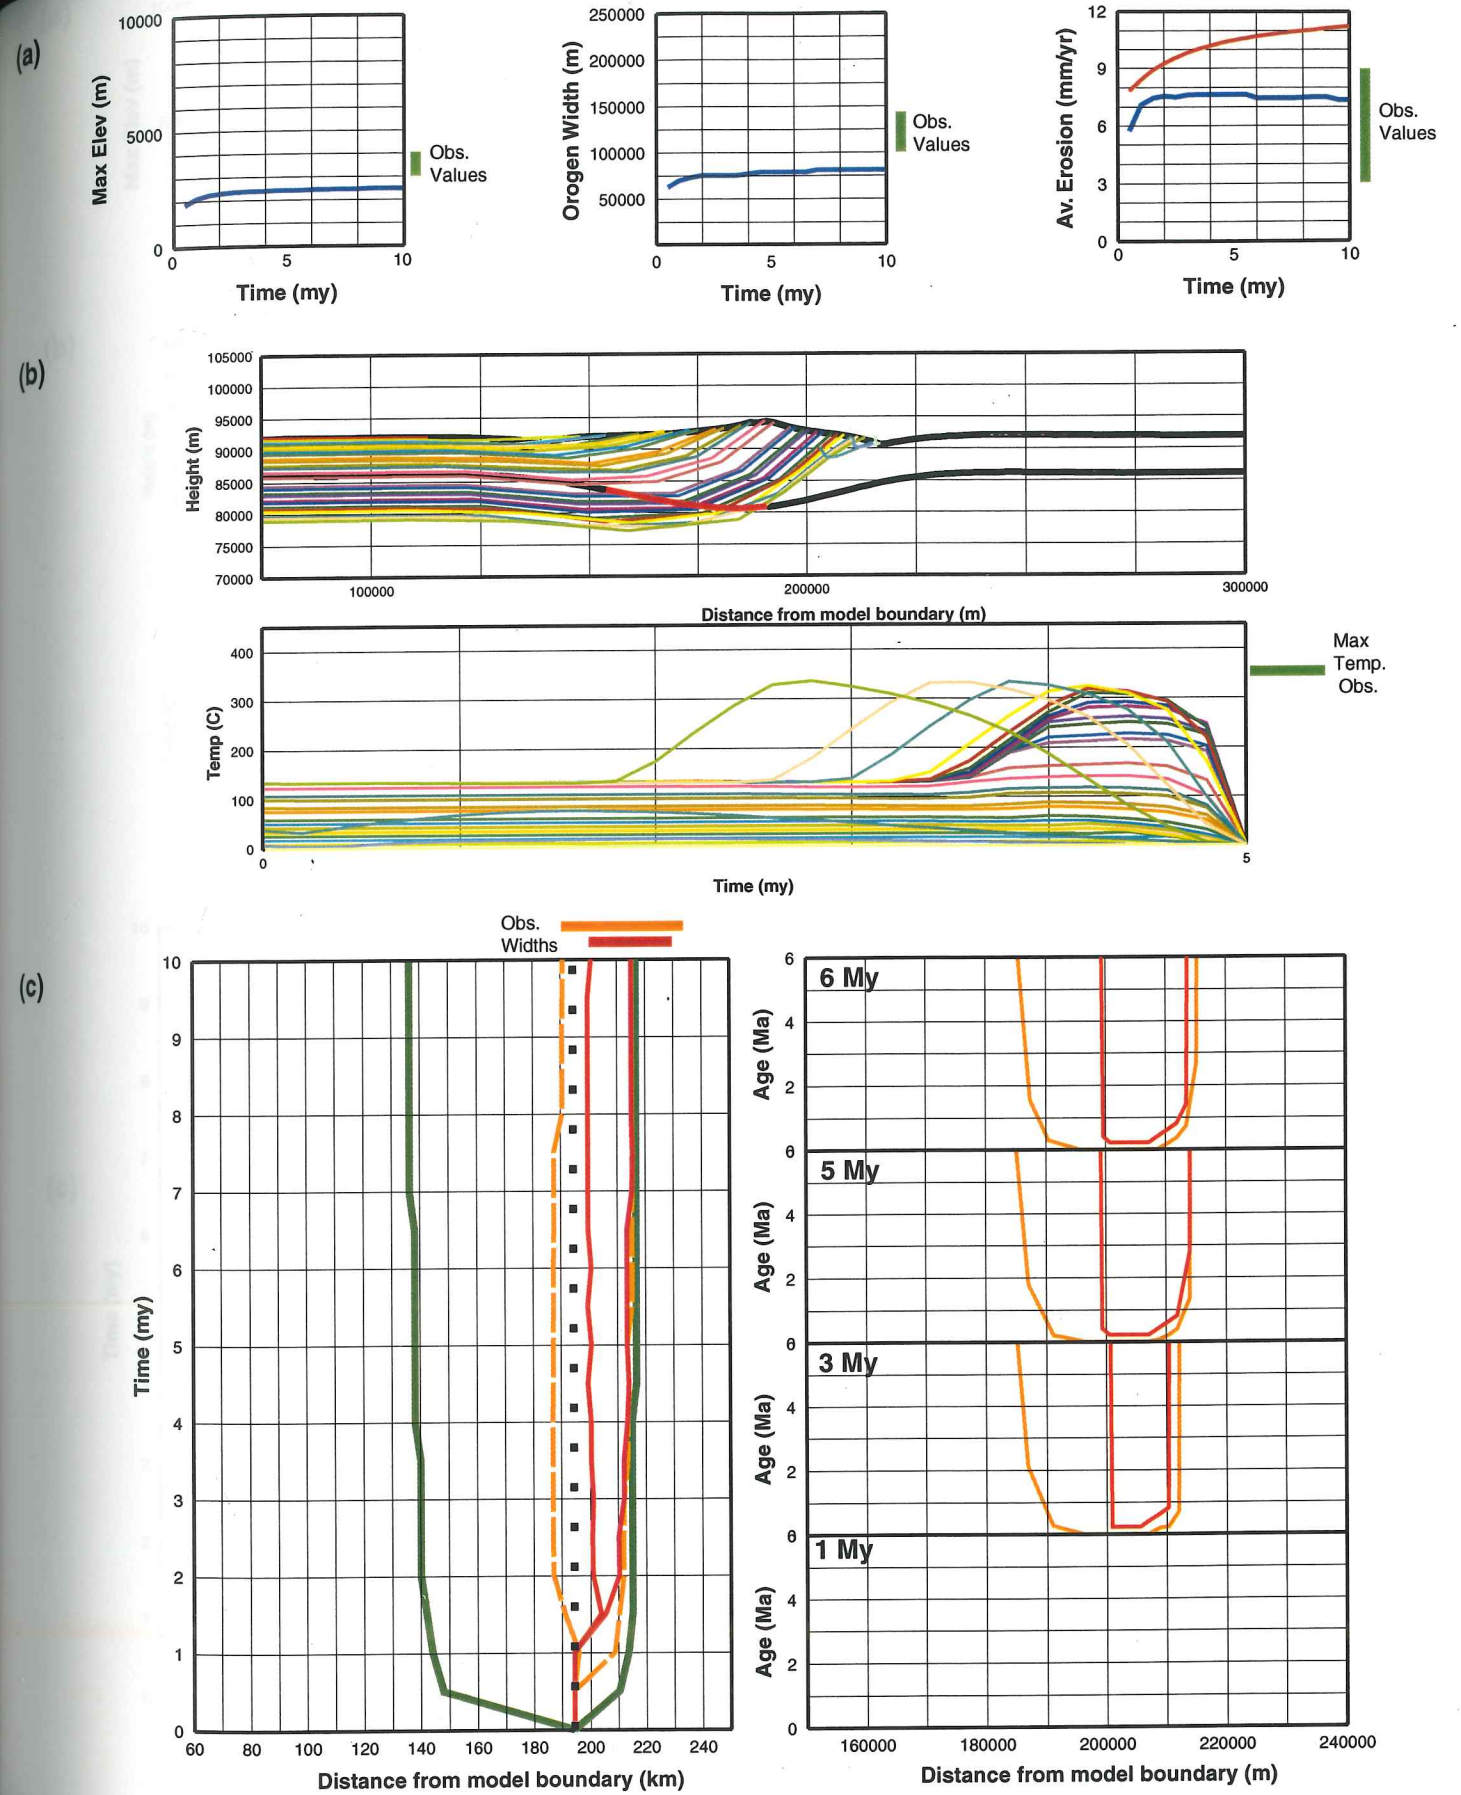 (a)
10000
5000
0
Max Elev (m)
0 5 10
Time (my)
Obs.
Values
250000
200000
150000
100000
50000
Orogen Width (m)
0 5 10
Time (my)
Obs.
Values
12
9
6
3
0
Av. Erosion (mm/yr)
0 5 10
Time (my)
Obs.
Values
(b)
105000
100000
95000
90000
85000
80000
75000
70000
Height (m)
100000 200000 300000
Distance from model boundary (m)
400
300
200
100
0
Temp (C)
0 5
Time (my)
Max
Temp.
Obs.
(c)
Obs.
Widths
10
9
8
7
6
5
4
3
2
1
0
Time (my)
60 80 100 120 140 160 180 200 220 240
Distance from model boundary (km)
6 My
6
4
2
0
Age (Ma)
5 My
6
4
2
0
Age (Ma)
3 My
6
4
2
0
Age (Ma)
1 My
6
4
2
0
Age (Ma)
160000 180000 200000 220000 240000
Distance from model boundary (m)